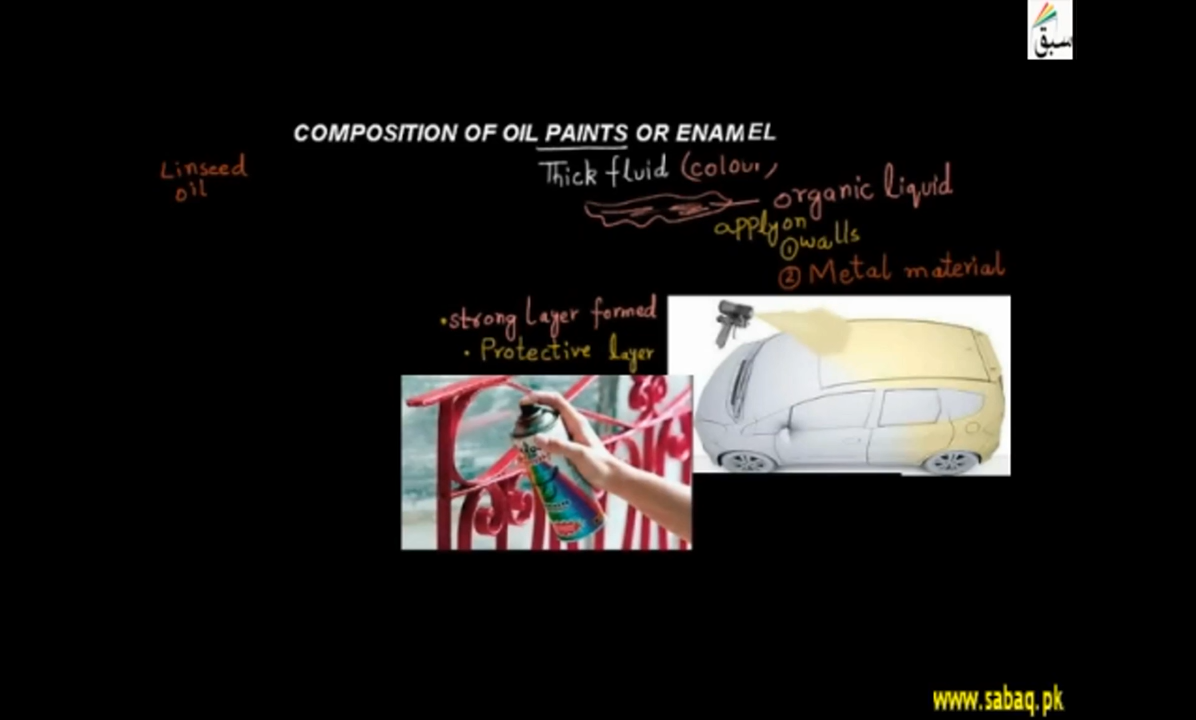 سبق
COMPOSITION OF OIL PAINTS OR ENAMEL
Linseed
oil
Thick fluid (colour)
organic liquid
apply on
① walls
② Metal material
• strong Layer formed
• Protective layer
www.sabaq.pk